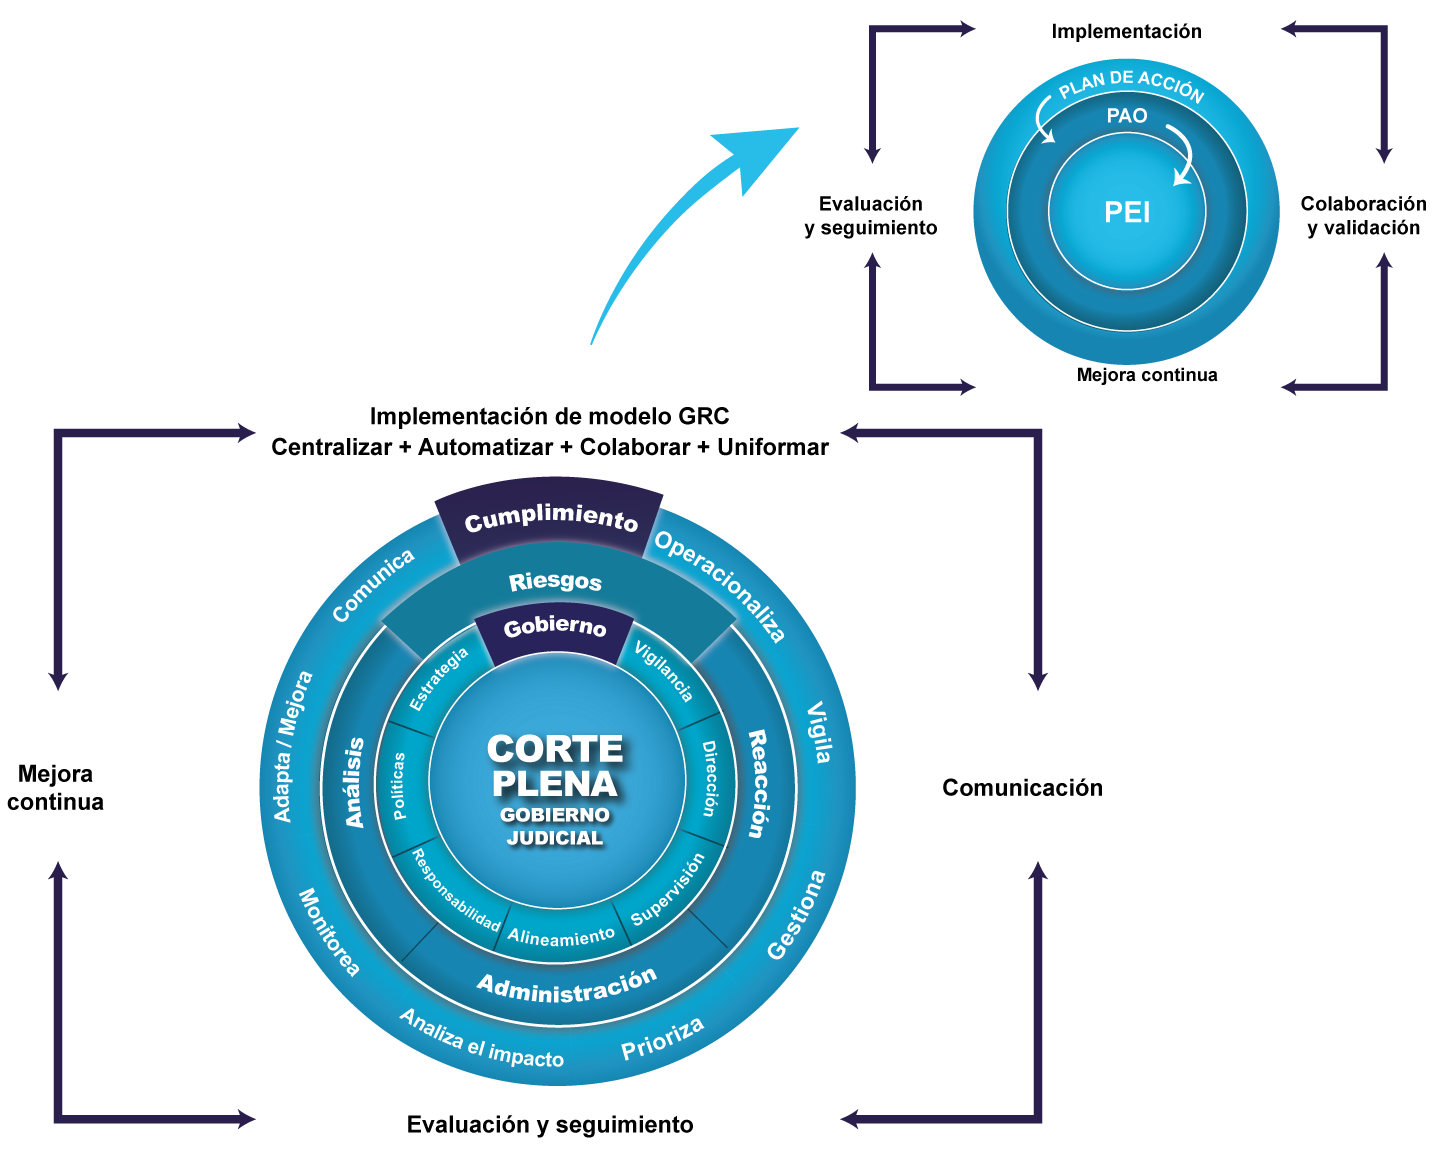 Implementación
PLAN DE ACCIÓN
PAO
PEI
Evaluación
y seguimiento
Colaboración
y validación
Mejora continua
Implementación de modelo GRC
Centralizar + Automatizar + Colaborar + Uniformar
Cumplimiento
Operacionaliza
Vigila
Gestiona
Prioriza
Analiza el impacto
Monitorea
Adapta / Mejora
Comunica
Riesgos
Reacción
Administración
Análisis
Gobierno
Vigilancia
Dirección
Supervisión
Alineamiento
Responsabilidad
Políticas
Estrategia
CORTE
PLENA
GOBIERNO
JUDICIAL
Mejora
continua
Comunicación
Evaluación y seguimiento